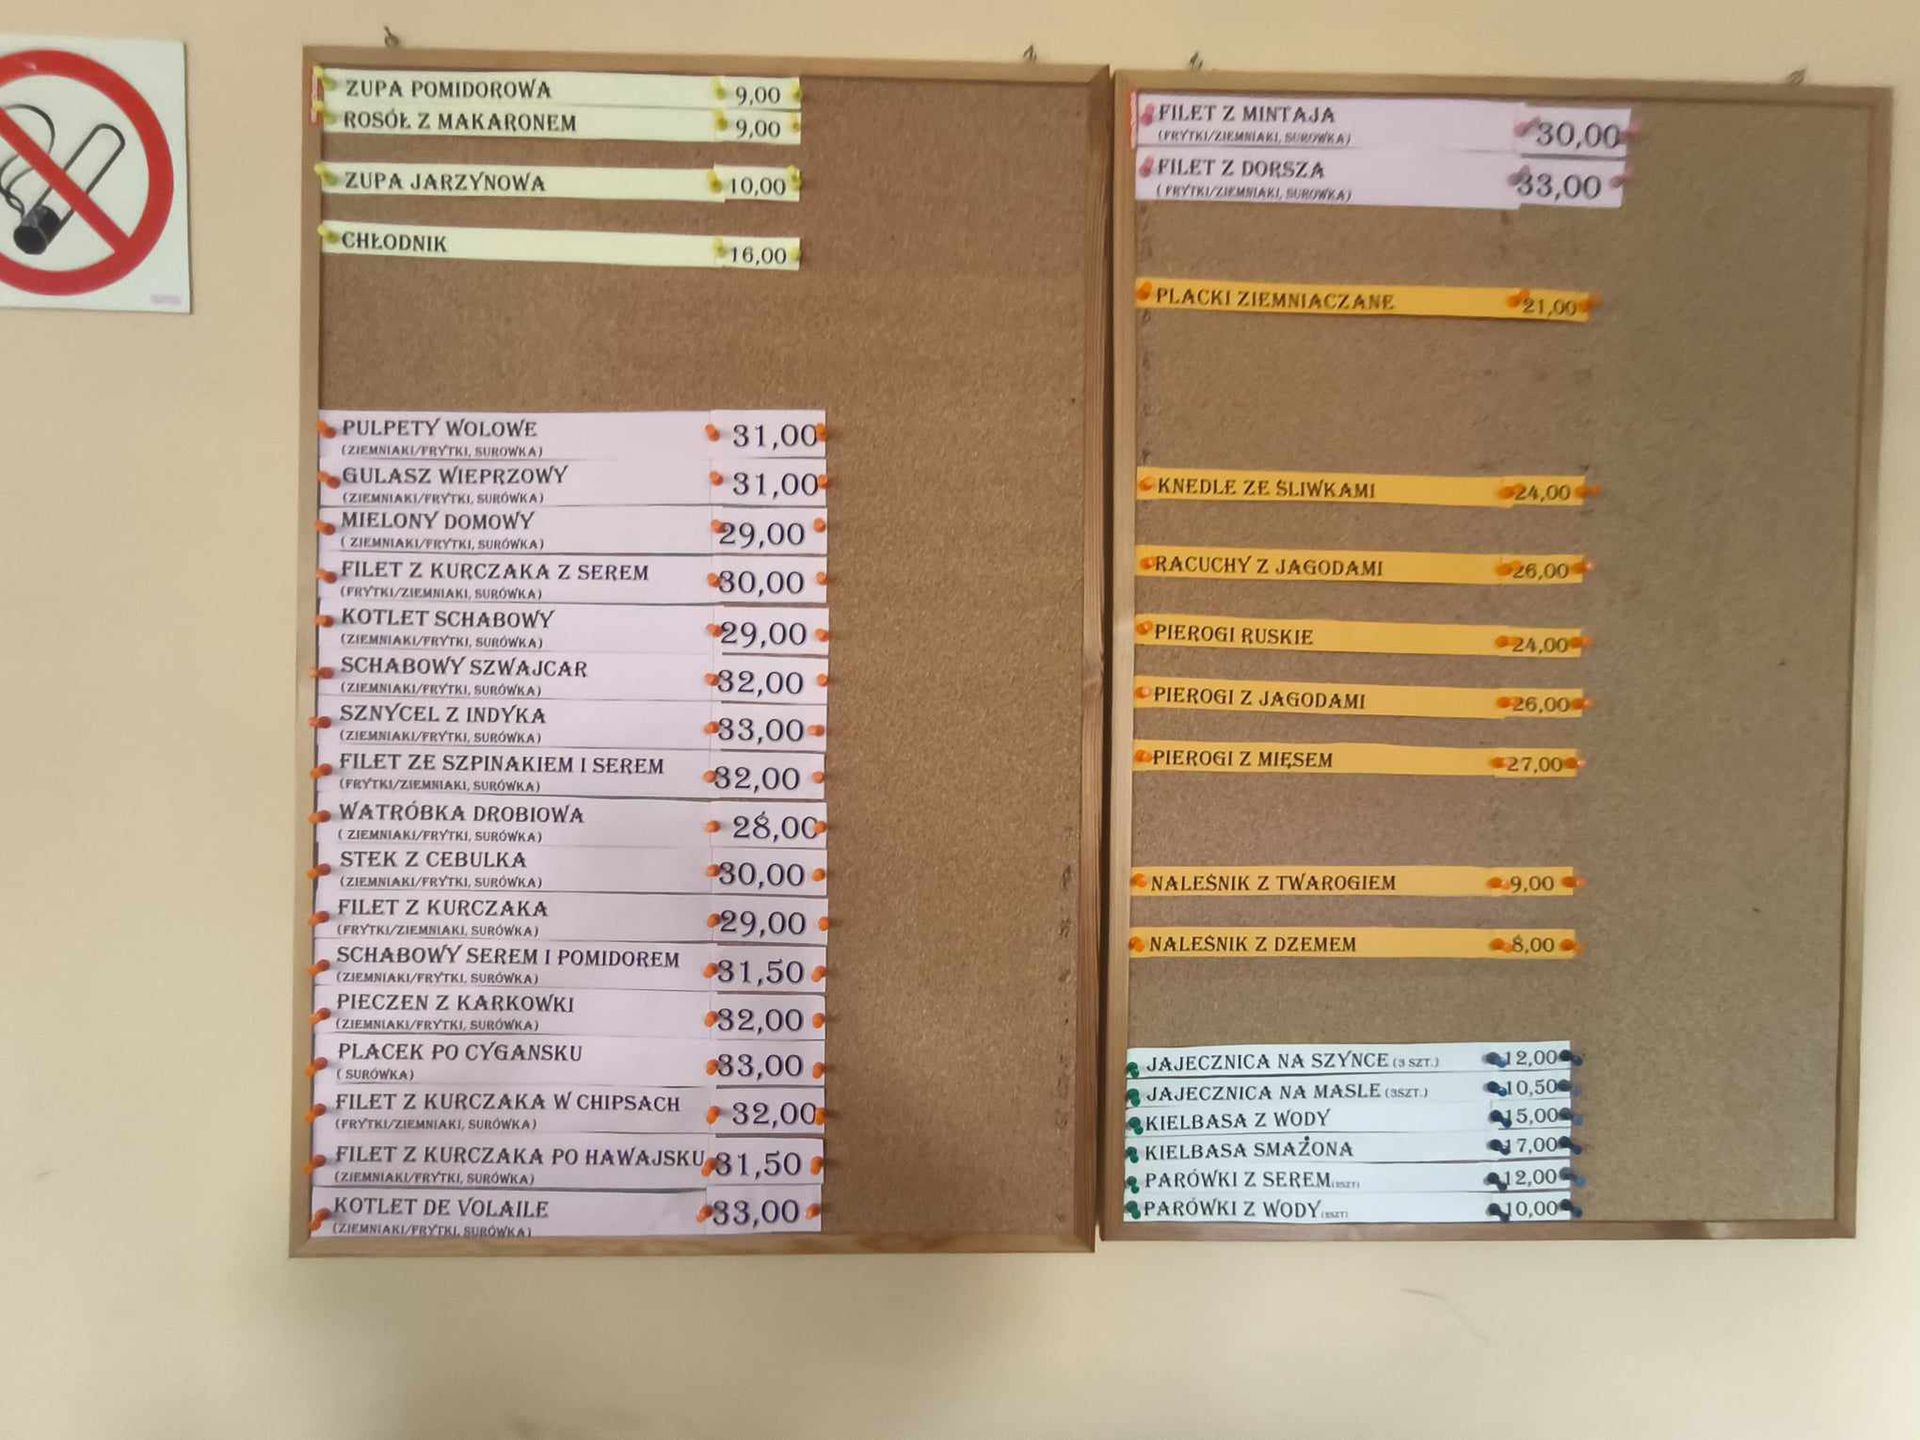 ZUPA POMIDOROWA 9,00
ROSÓŁ Z MAKARONEM 9,00
ZUPA JARZYNOWA 10,00
CHŁODNIK 16,00
PULPETY WOLOWE 31,00
(ZIEMNIAKI/FRYTKI, SUROWKA)
GULASZ WIEPRZOWY 31,00
(ZIEMNIAKI/FRYTKI, SURÓWKA)
MIELONY DOMOWY 29,00
( ZIEMNIAKI/FRYTKI, SURÓWKA)
FILET Z KURCZAKA Z SEREM 30,00
(FRYTKI/ZIEMNIAKI, SURÓWKA)
KOTLET SCHABOWY 29,00
(ZIEMNIAKI/FRYTKI, SURÓWKA)
SCHABOWY SZWAJCAR 32,00
(ZIEMNIAKI/FRYTKI, SURÓWKA)
SZNYCEL Z INDYKA 33,00
(ZIEMNIAKI/FRYTKI, SURÓWKA)
FILET ZE SZPINAKIEM I SEREM 32,00
(FRYTKI/ZIEMNIAKI, SURÓWKA)
WATRÓBKA DROBIOWA 28,00
( ZIEMNIAKI/FRYTKI, SURÓWKA)
STEK Z CEBULKA 30,00
(ZIEMNIAKI/FRYTKI, SURÓWKA)
FILET Z KURCZAKA 29,00
(FRYTKI/ZIEMNIAKI, SURÓWKA)
SCHABOWY SEREM I POMIDOREM 31,50
(ZIEMNIAKI/FRYTKI, SURÓWKA)
PIECZEN Z KARKOWKI 32,00
(ZIEMNIAKI/FRYTKI, SURÓWKA)
PLACEK PO CYGANSKU 33,00
( SURÓWKA)
FILET Z KURCZAKA W CHIPSACH 32,00
(FRYTKI/ZIEMNIAKI, SURÓWKA)
FILET Z KURCZAKA PO HAWAJSKU 31,50
(ZIEMNIAKI/FRYTKI, SURÓWKA)
KOTLET DE VOLAILE 33,00
(ZIEMNIAKI/FRYTKI, SURÓWKA)
FILET Z MINTAJA 30,00
(FRYTKI/ZIEMNIAKI, SURÓWKA)
FILET Z DORSZA 33,00
( FRYTKI/ZIEMNIAKI, SURÓWKA)
PLACKI ZIEMNIACZANE 21,00
KNEDLE ZE ŚLIWKAMI 24,00
RACUCHY Z JAGODAMI 26,00
PIEROGI RUSKIE 24,00
PIEROGI Z JAGODAMI 26,00
PIEROGI Z MIĘSEM 27,00
NALEŚNIK Z TWAROGIEM 9,00
NALEŚNIK Z DZEMEM 8,00
JAJECZNICA NA SZYNCE (3 SZT.) 12,00
JAJECZNICA NA MASLE (3SZT.) 10,50
KIELBASA Z WODY 15,00
KIELBASA SMAŻONA 17,00
PARÓWKI Z SEREM 12,00
PARÓWKI Z WODY 10,00